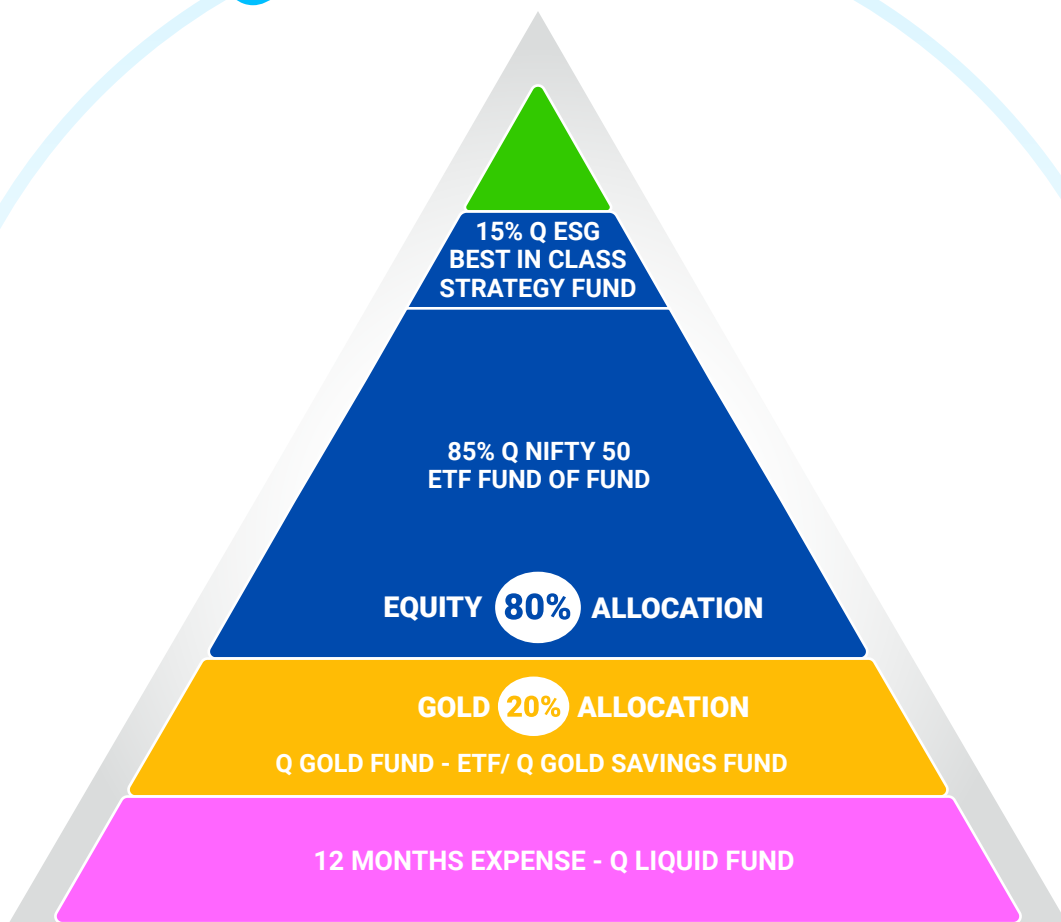 15% Q ESG
BEST IN CLASS
STRATEGY FUND
85% Q NIFTY 50
ETF FUND OF FUND
EQUITY 80% ALLOCATION
GOLD 20% ALLOCATION
Q GOLD FUND - ETF/ Q GOLD SAVINGS FUND
12 MONTHS EXPENSE - Q LIQUID FUND